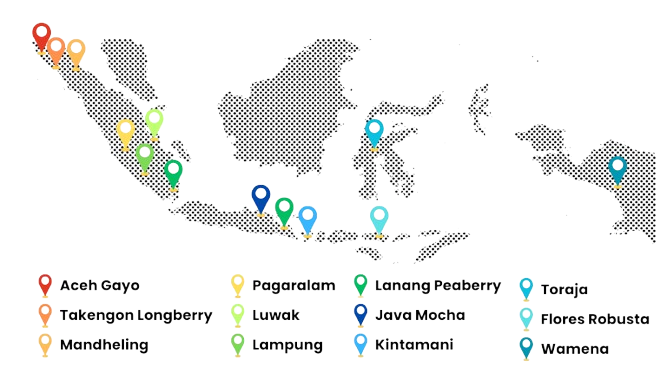 Aceh Gayo
Takengon Longberry
Mandheling
Pagaralam
Luwak
Lampung
Lanang Peaberry
Java Mocha
Kintamani
Toraja
Flores Robusta
Wamena